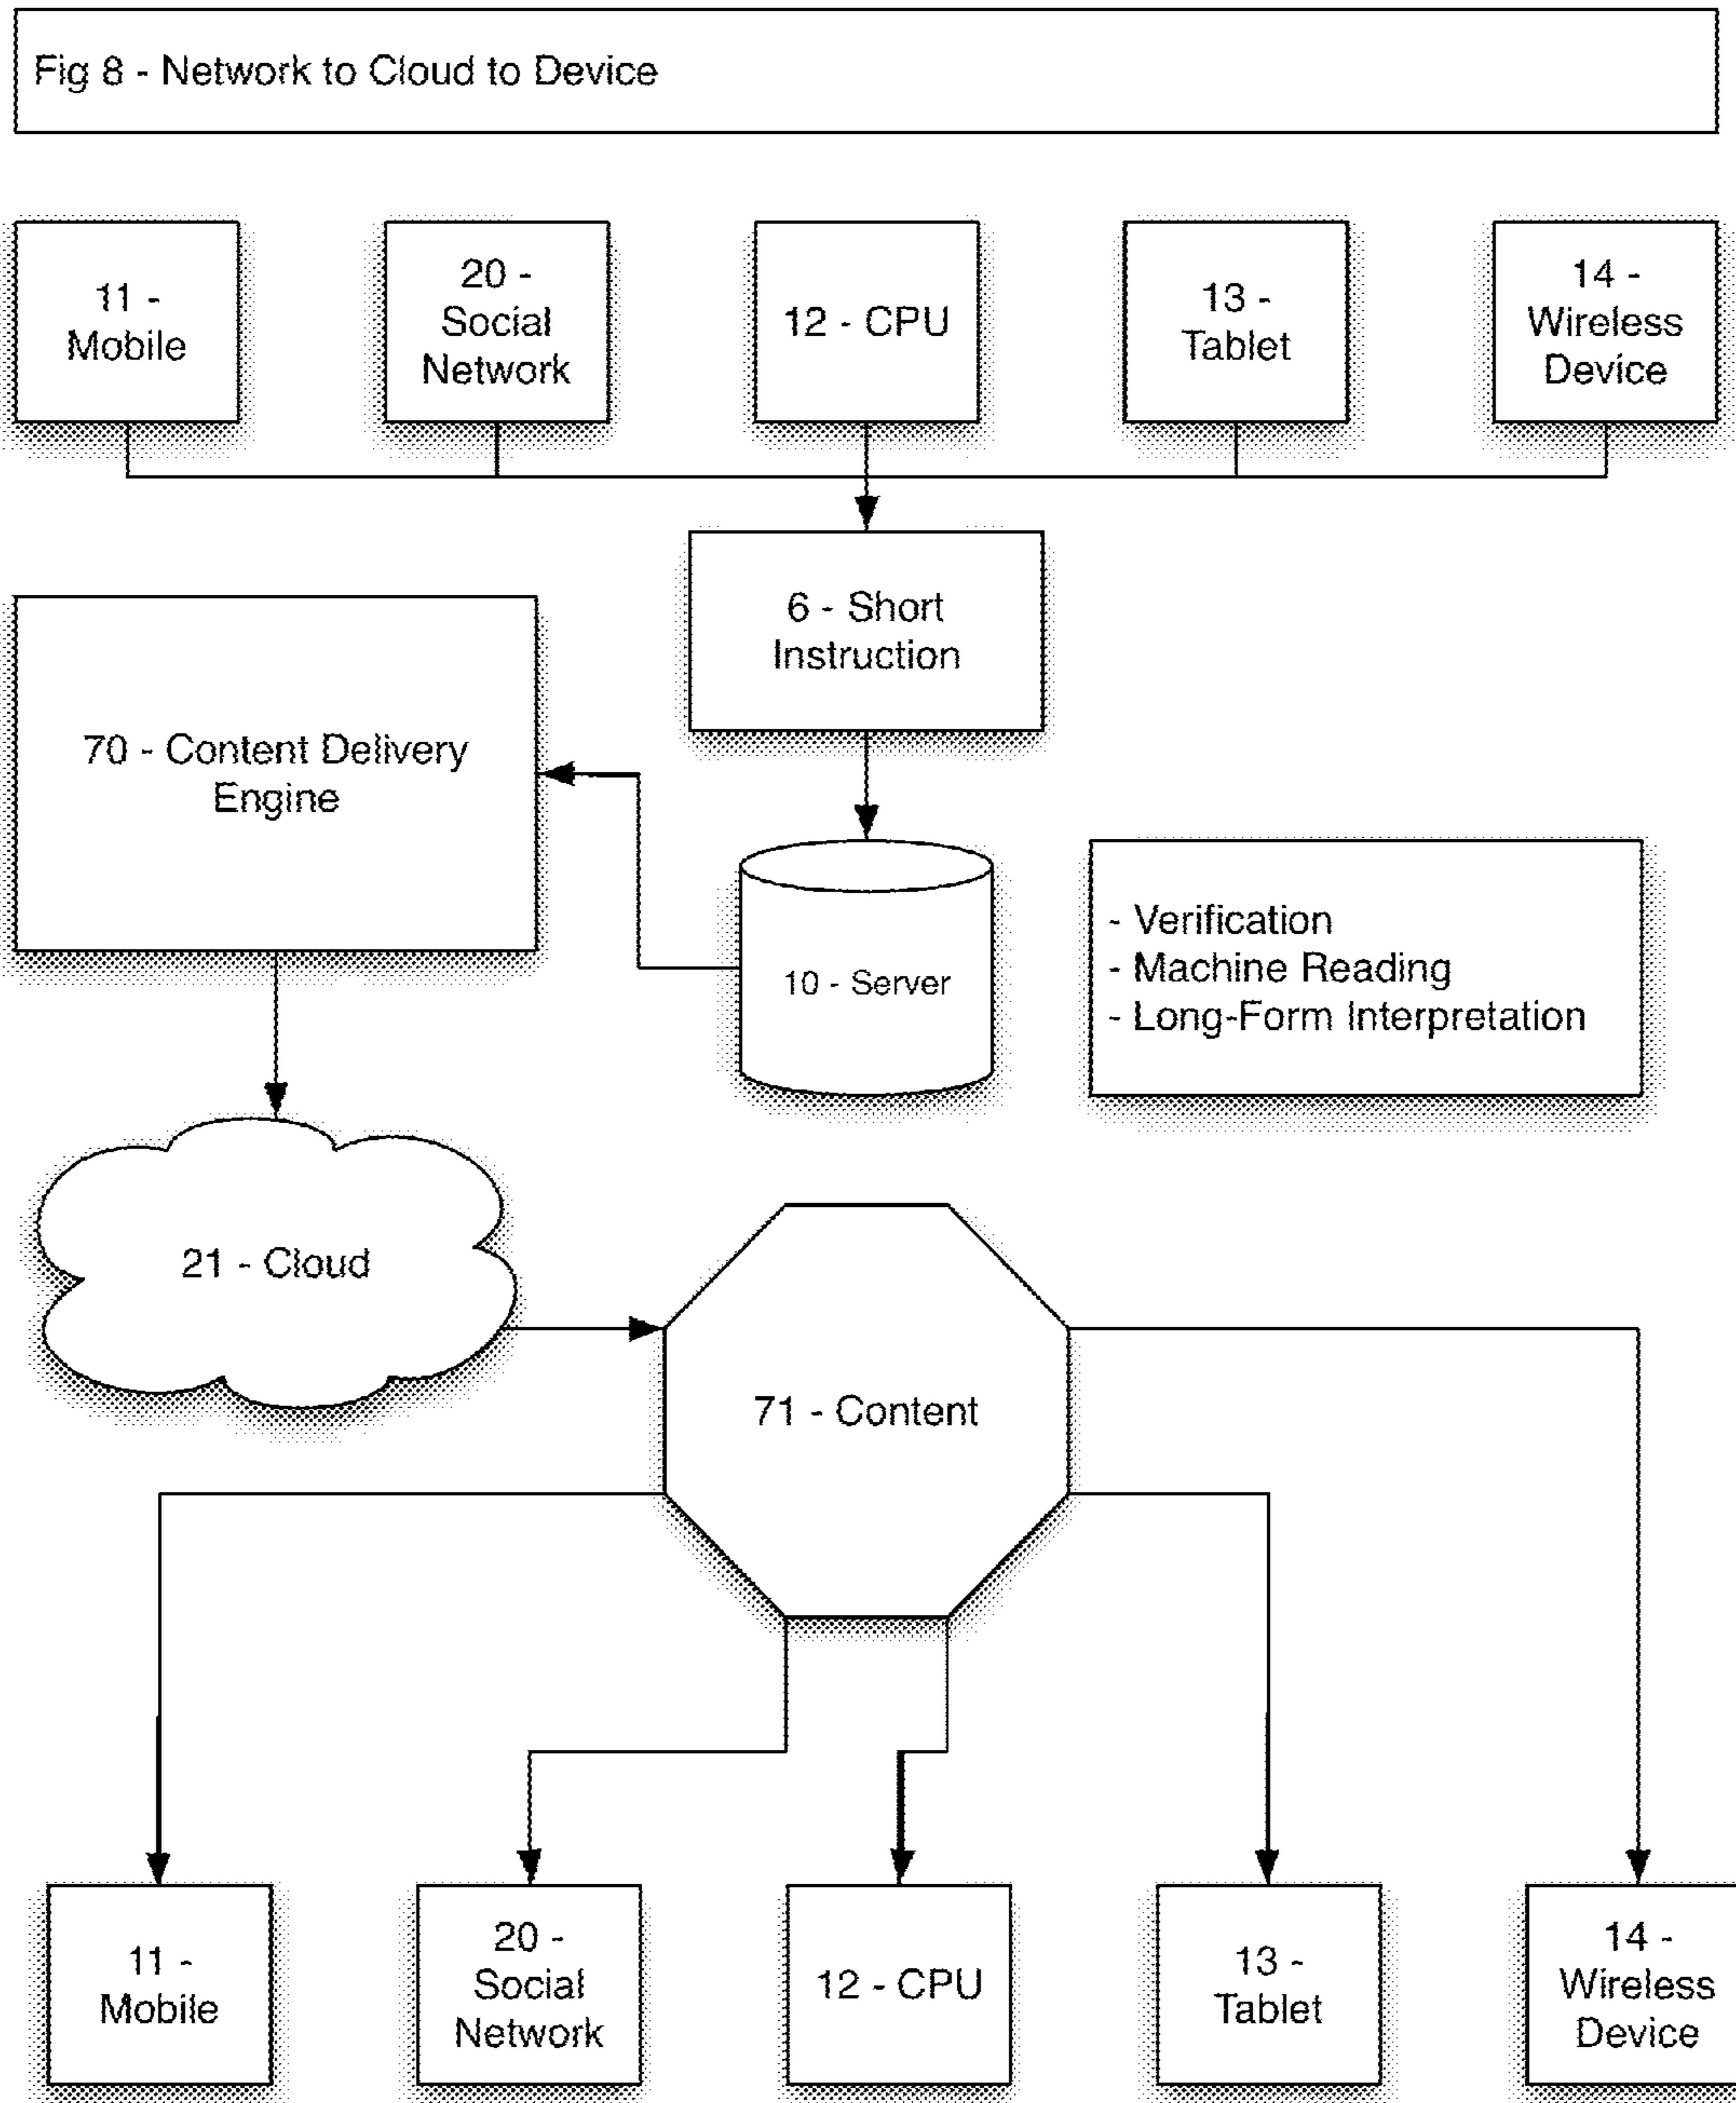 Fig 8 - Network to Cloud to Device
11 -
Mobile
20 -
Social
Network
12 - CPU
13 -
Tablet
14 -
Wireless
Device
6 - Short
Instruction
70 - Content Delivery
Engine
10 - Server
- Verification
- Machine Reading
- Long-Form Interpretation
21 - Cloud
71 - Content
11 -
Mobile
20 -
Social
Network
12 - CPU
13 -
Tablet
14 -
Wireless
Device